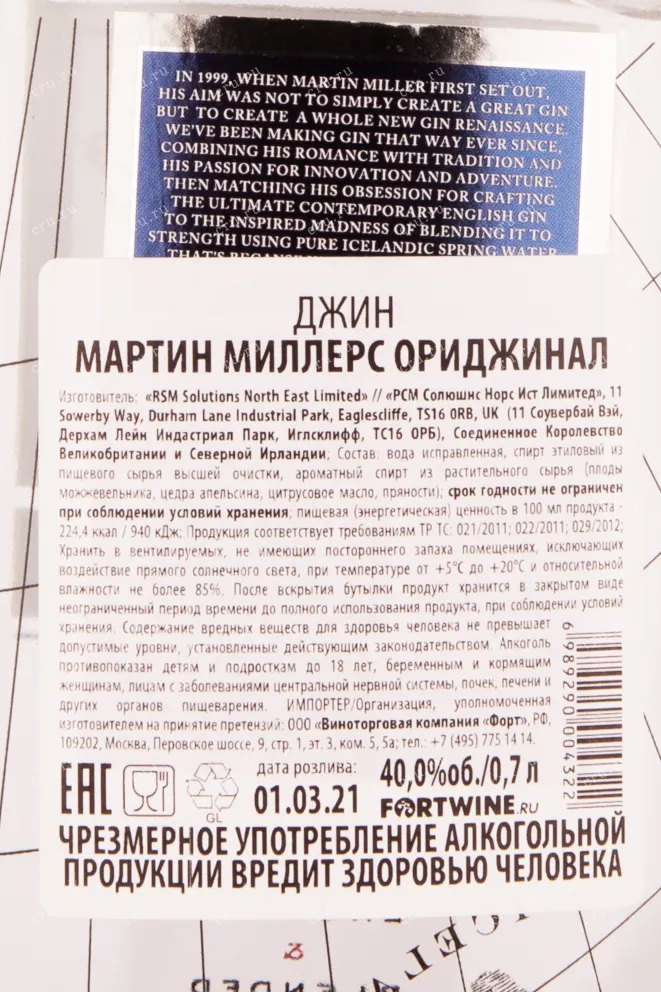 IN 1999, WHEN MARTIN MILLER FIRST SET OUT,
HIS AIM WAS NOT TO SIMPLY CREATE A GREAT GIN
BUT TO CREATE A WHOLE NEW GIN RENAISSANCE.
WE'VE BEEN MAKING GIN THAT WAY EVER SINCE,
COMBINING HIS ROMANCE WITH TRADITION AND
HIS PASSION FOR INNOVATION AND ADVENTURE.
THEN MATCHING HIS OBSESSION FOR CRAFTING
THE ULTIMATE CONTEMPORARY ENGLISH GIN
TO THE INSPIRED MADNESS OF BLENDING IT TO
STRENGTH USING PURE ICELANDIC SPRING WATER
THAT'S BECAUSE
ДЖИН
МАРТИН МИЛЛЕРС ОРИДЖИНАЛ
Изготовитель: «RSM Solutions North East Limited» // «РСМ Солюшнс Норс Ист Лимитед», 11
Sowerby Way, Durham Lane Industrial Park, Eaglescliffe, TS16 0RB, UK (11 Соувербай Вэй,
Дерхам Лейн Индастриал Парк, Иглсклифф, ТС16 ОРБ), Соединенное Королевство
Великобритании и Северной Ирландии; Состав: вода исправленная, спирт этиловый из
пищевого сырья высшей очистки, ароматный спирт из растительного сырья (плоды
можжевельника, цедра апельсина, цитрусовое масло, пряности); срок годности не ограничен
при соблюдении условий хранения; пищевая (энергетическая) ценность в 100 мл продукта -
224,4 ккал / 940 кДж; Продукция соответствует требованиям ТР ТС: 021/2011; 022/2011; 029/2012;
Хранить в вентилируемых, не имеющих постороннего запаха помещениях, исключающих
воздействие прямого солнечного света, при температуре от +5°С до +20°С и относительной
влажности не более 85%. После вскрытия бутылки продукт хранится в закрытом виде
неограниченный период времени до полного использования продукта, при соблюдении условий
хранения. Содержание вредных веществ для здоровья человека не превышает
допустимые уровни, установленные действующим законодательством. Алкоголь
противопоказан детям и подросткам до 18 лет, беременным и кормящим
женщинам, лицам с заболеваниями центральной нервной системы, почек, печени и
других органов пищеварения. ИМПОРТЕР/Организация, уполномоченная
изготовителем на принятие претензий: ООО «Виноторговая компания «Форт», РФ,
109202, Москва, Перовское шоссе, 9, стр. 1, эт. 3, ком. 5, 5а; тел.: +7 (495) 775 14 14.
6 989290 004322
EAC
GL
дата розлива:
01.03.21
40,0%об./0,7 л
FORTWINE.RU
ЧРЕЗМЕРНОЕ УПОТРЕБЛЕНИЕ АЛКОГОЛЬНОЙ
ПРОДУКЦИИ ВРЕДИТ ЗДОРОВЬЮ ЧЕЛОВЕКА